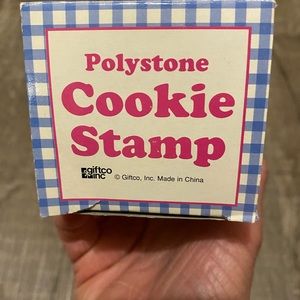 Polystone
Cookie
Stamp
giftco
inc
© Giftco, Inc. Made in China